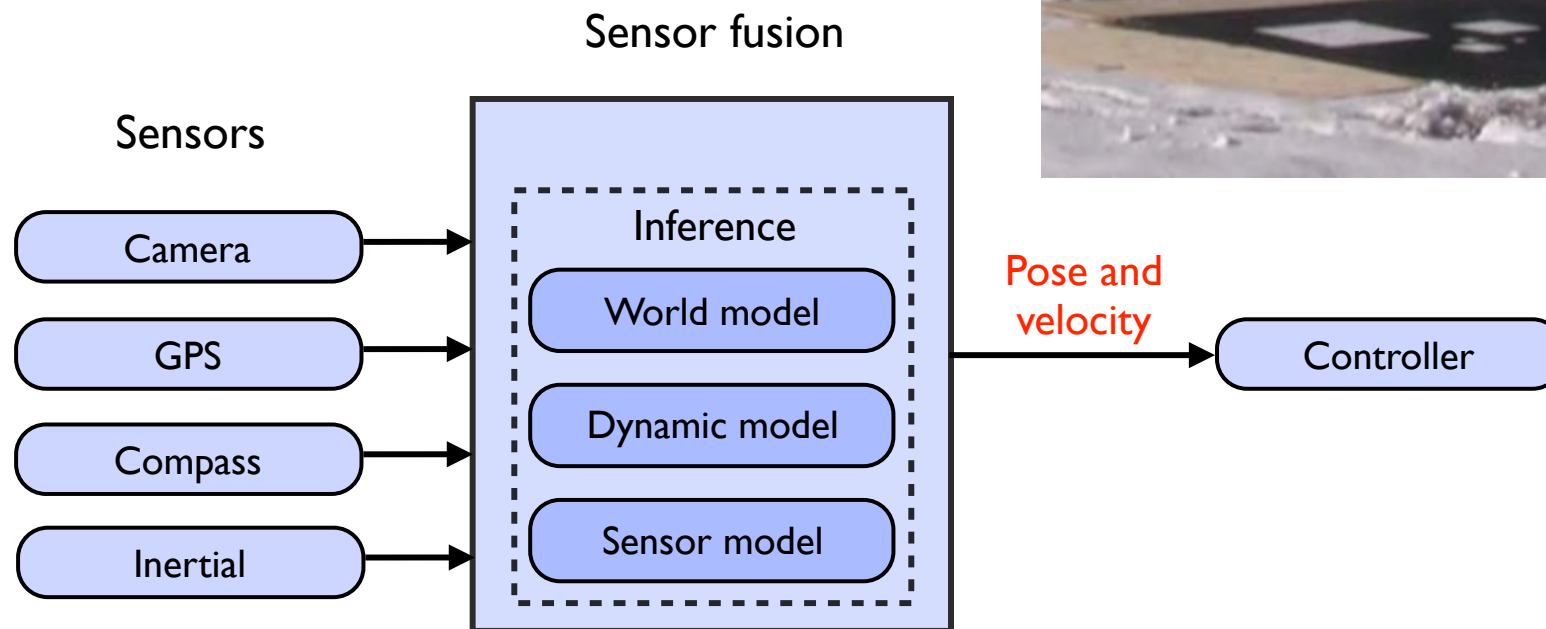 Sensor fusion
Sensors
Camera
GPS
Compass
Inertial
Inference
World model
Dynamic model
Sensor model
Pose and
velocity
Controller